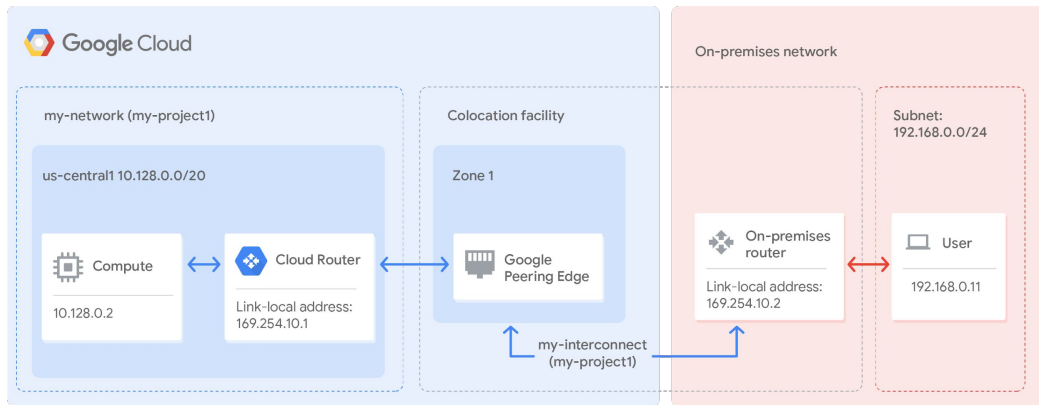 Google Cloud
On-premises network
my-network (my-project1)
Colocation facility
Subnet:
192.168.0.0/24
us-central1 10.128.0.0/20
Zone 1
Compute
10.128.0.2
Cloud Router
Link-local address:
169.254.10.1
Google
Peering Edge
On-premises
router
Link-local address:
169.254.10.2
User
192.168.0.11
my-interconnect
(my-project1)